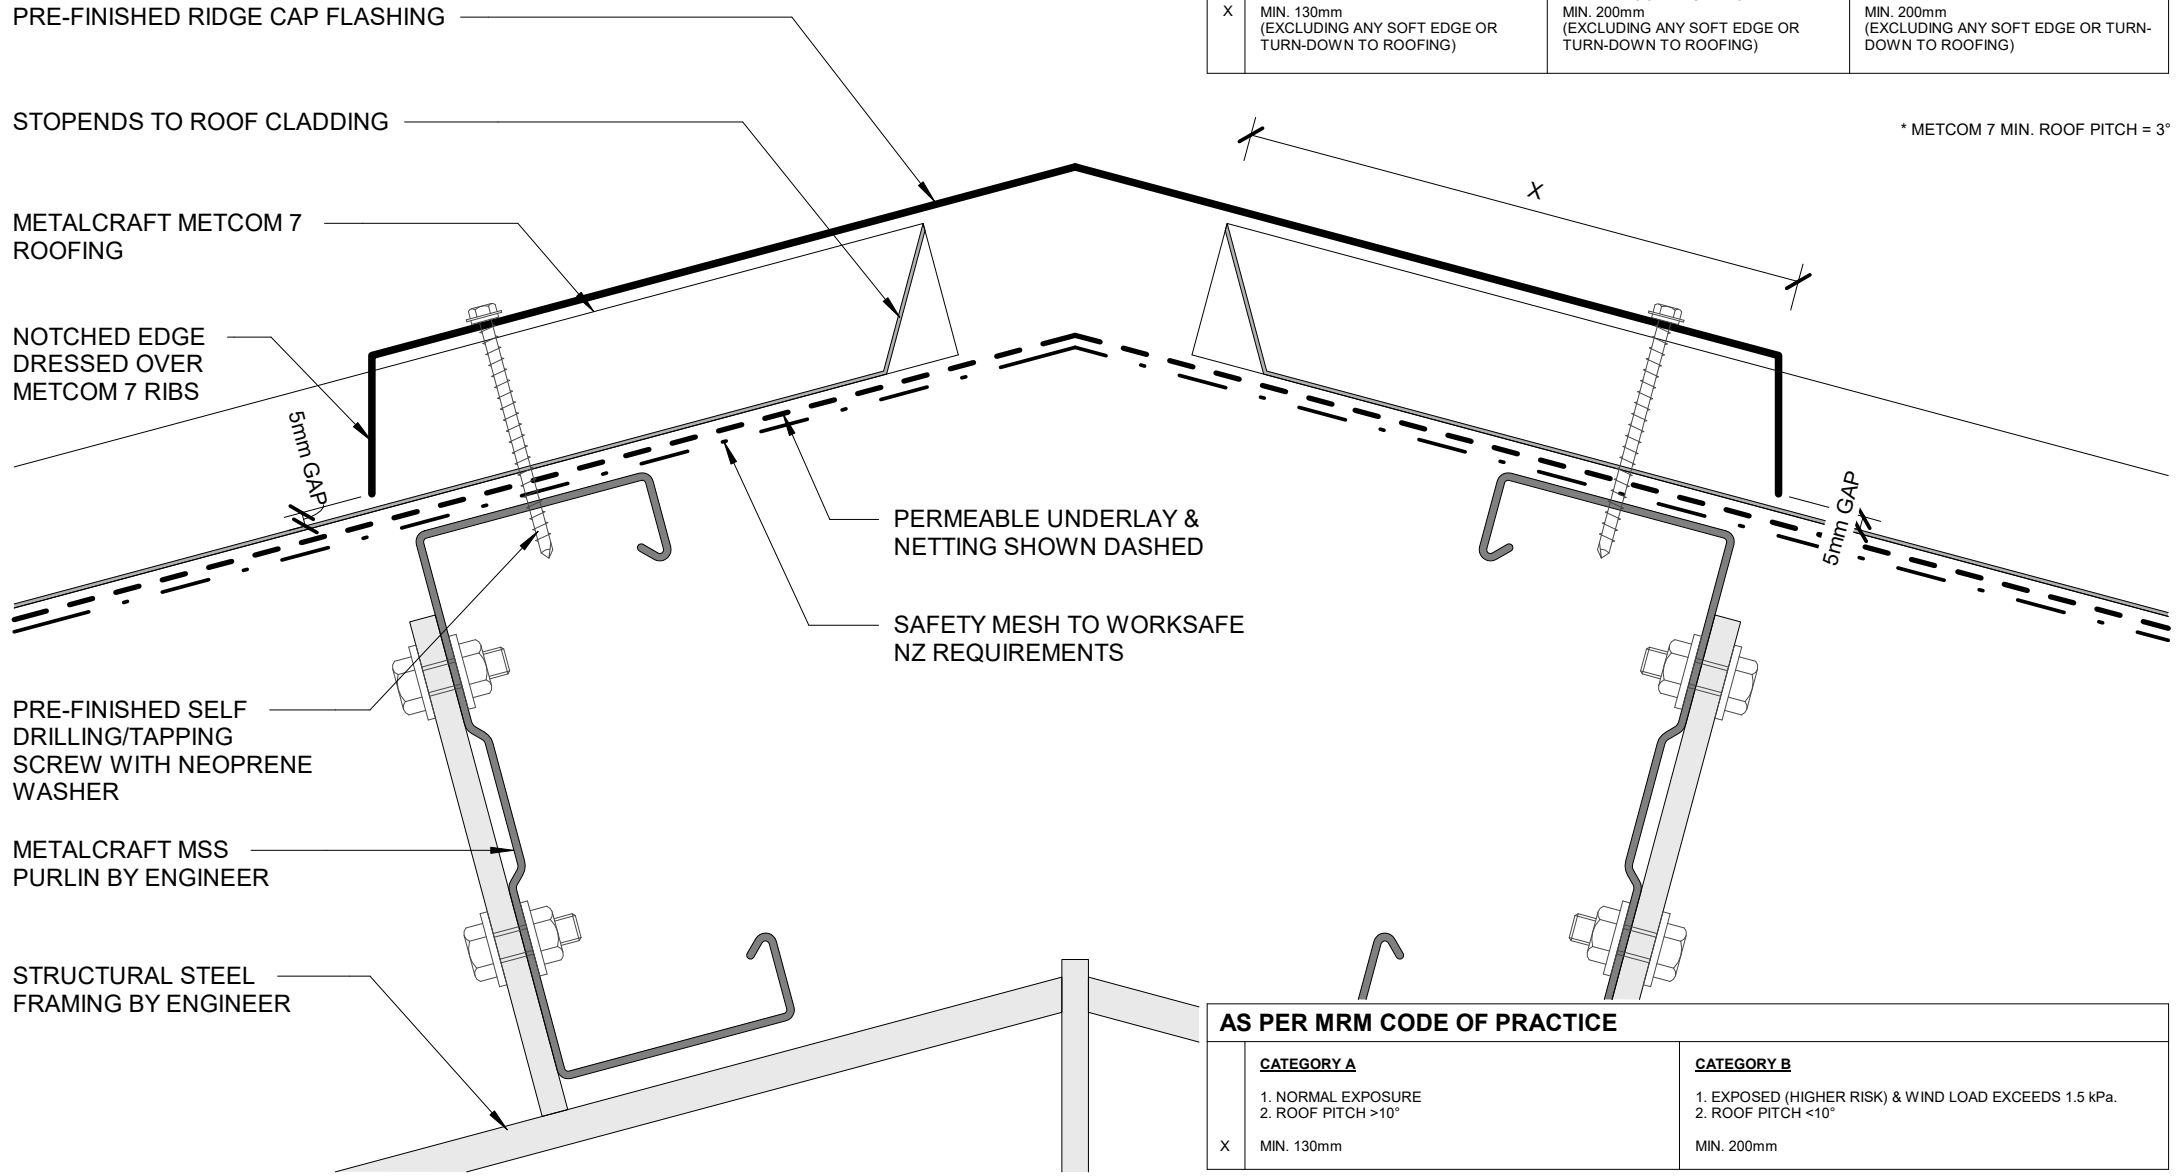 PRE-FINISHED RIDGE CAP FLASHING
STOPENDS TO ROOF CLADDING
METALCRAFT METCOM 7
ROOFING
NOTCHED EDGE
DRESSED OVER
METCOM 7 RIBS
5mm GAP
PRE-FINISHED SELF
DRILLING/TAPPING
SCREW WITH NEOPRENE
WASHER
METALCRAFT MSS
PURLIN BY ENGINEER
STRUCTURAL STEEL
FRAMING BY ENGINEER
PERMEABLE UNDERLAY &
NETTING SHOWN DASHED
SAFETY MESH TO WORKSAFE
NZ REQUIREMENTS
X
MIN. 130mm
(EXCLUDING ANY SOFT EDGE OR
TURN-DOWN TO ROOFING)
MIN. 200mm
(EXCLUDING ANY SOFT EDGE OR
TURN-DOWN TO ROOFING)
MIN. 200mm
(EXCLUDING ANY SOFT EDGE OR TURN-
DOWN TO ROOFING)
* METCOM 7 MIN. ROOF PITCH = 3°
X
5mm GAP
AS PER MRM CODE OF PRACTICE
CATEGORY A
1. NORMAL EXPOSURE
2. ROOF PITCH >10°
X MIN. 130mm
CATEGORY B
1. EXPOSED (HIGHER RISK) & WIND LOAD EXCEEDS 1.5 kPa.
2. ROOF PITCH <10°
MIN. 200mm